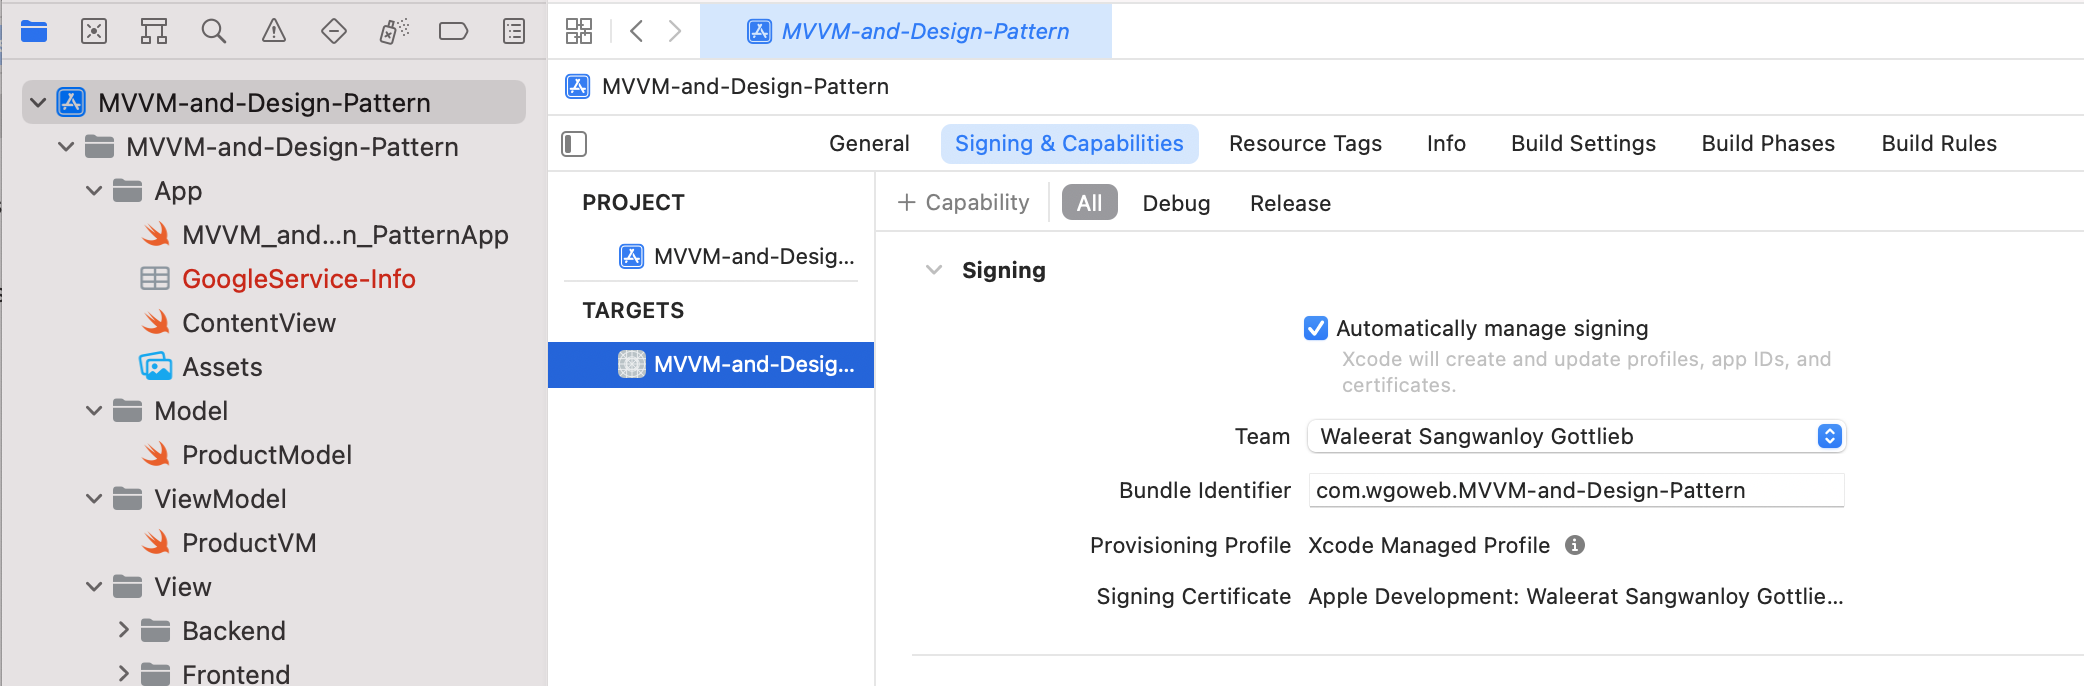 MVVM-and-Design-Pattern
MVVM-and-Design-Pattern
App
MVVM_and...n_PatternApp
GoogleService-Info
ContentView
Assets
Model
ProductModel
ViewModel
ProductVM
View
Backend
Frontend
MVVM-and-Design-Pattern
MVVM-and-Design-Pattern
General Signing & Capabilities Resource Tags Info Build Settings Build Phases Build Rules
PROJECT
MVVM-and-Desig...
TARGETS
MVVM-and-Desig...
+ Capability All Debug Release
Signing
Automatically manage signing
Xcode will create and update profiles, app IDs, and
certificates.
Team Waleerat Sangwanloy Gottlieb
Bundle Identifier com.wgoweb.MVVM-and-Design-Pattern
Provisioning Profile Xcode Managed Profile
Signing Certificate Apple Development: Waleerat Sangwanloy Gottlie...